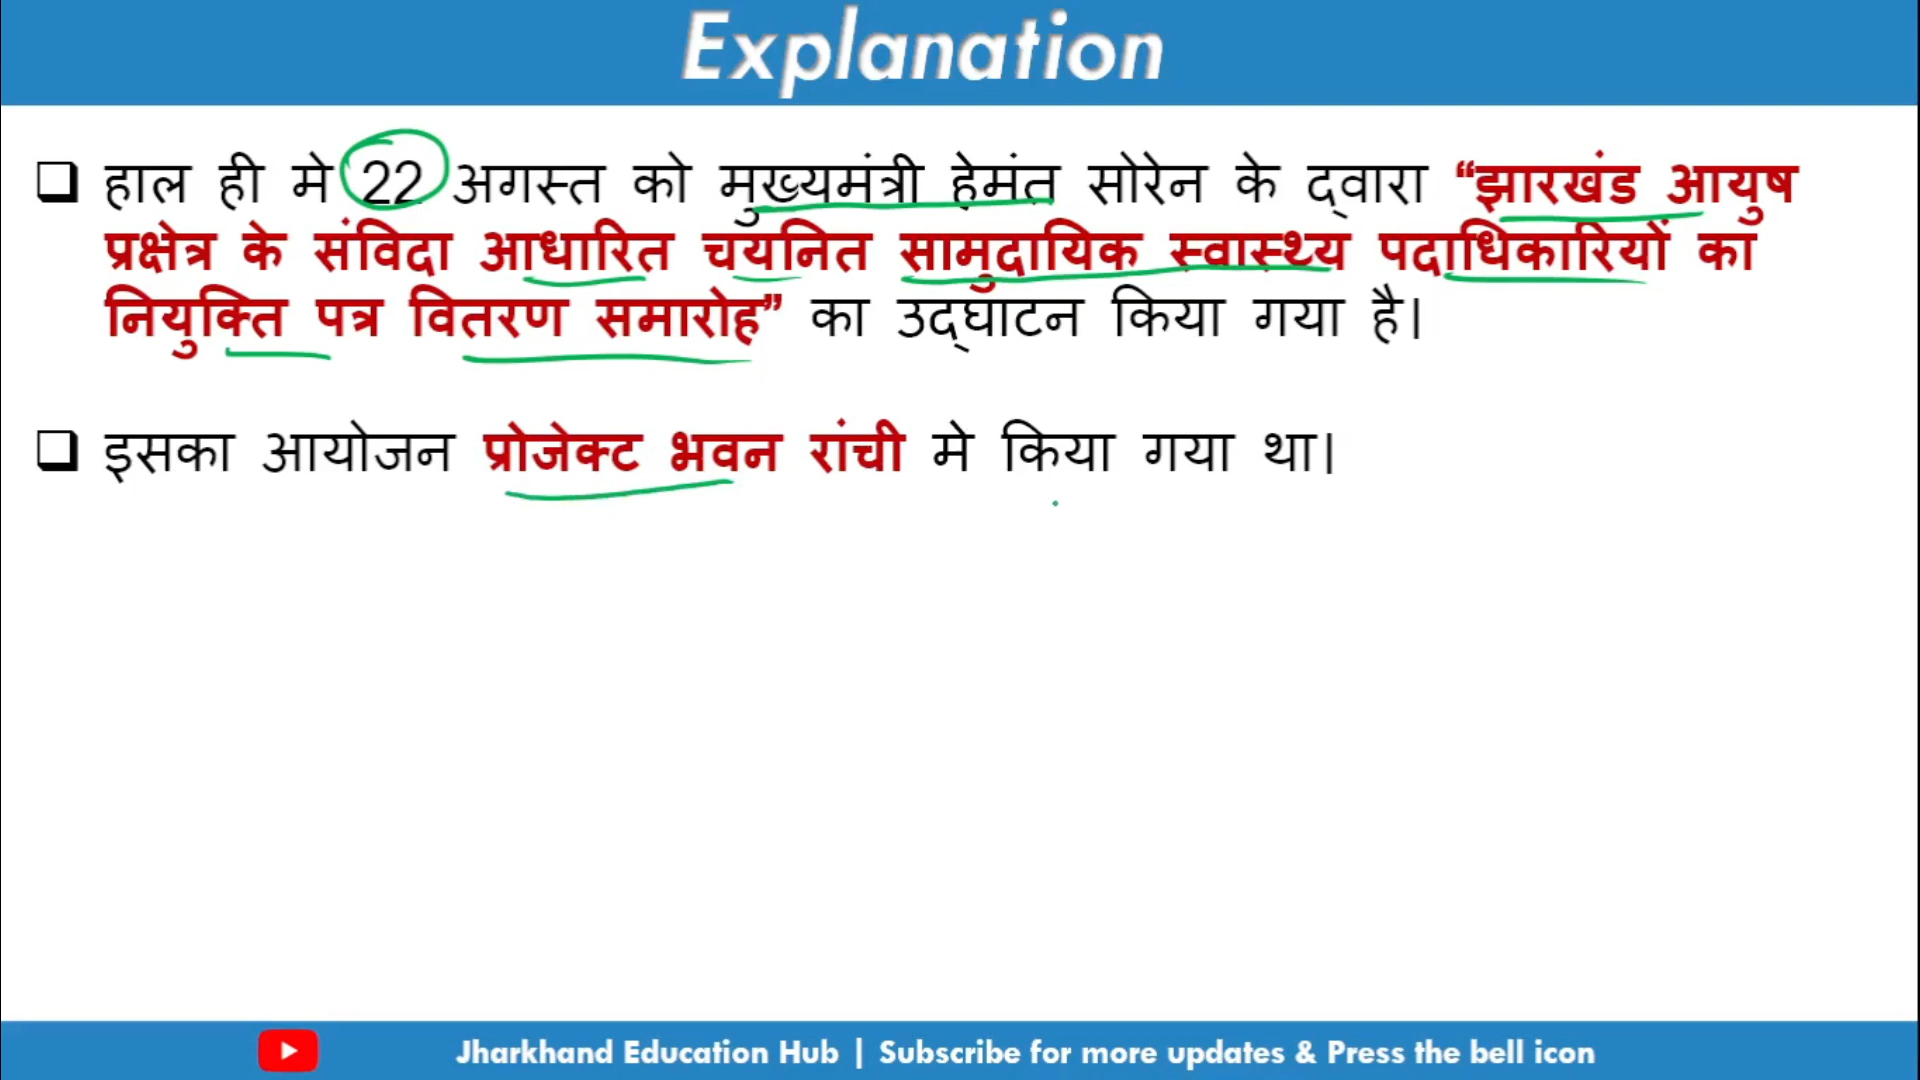 Explanation
हाल ही मे 22 अगस्त को मुख्यमंत्री हेमंत सोरेन के द्वारा “झारखंड आयुष
प्रक्षेत्र के संविदा आधारित चयनित सामुदायिक स्वास्थ्य पदाधिकारियों का
नियुक्ति पत्र वितरण समारोह” का उद्घाटन किया गया है।
इसका आयोजन प्रोजेक्ट भवन रांची मे किया गया था।
Jharkhand Education Hub | Subscribe for more updates & Press the bell icon